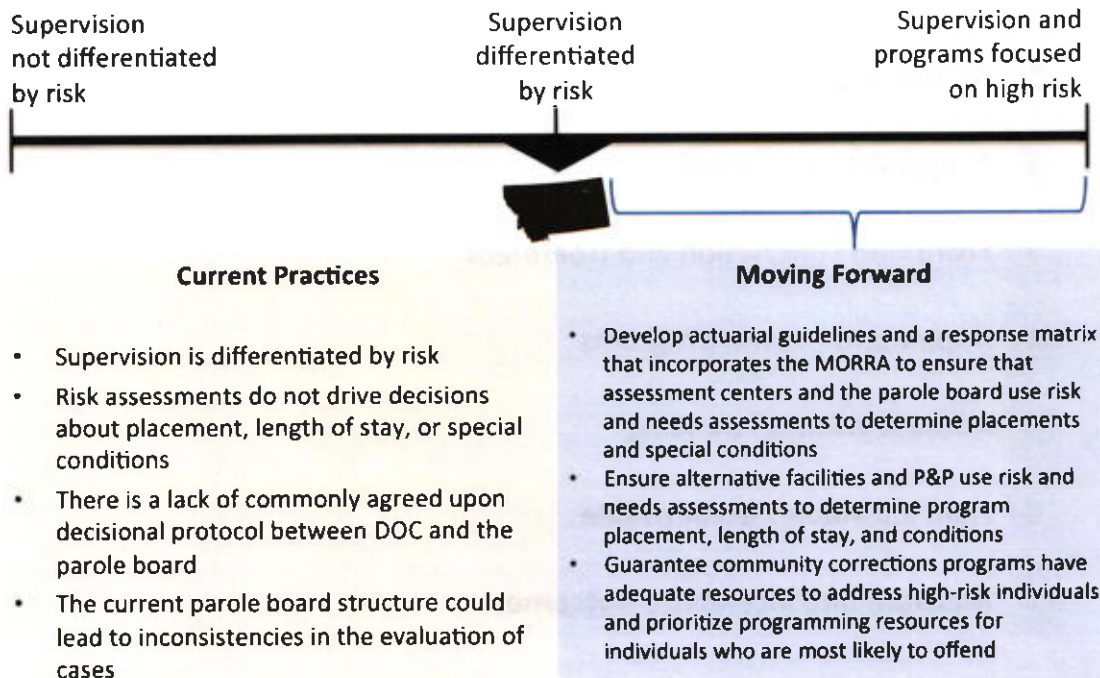 Supervision
not differentiated
by risk
Supervision
differentiated
by risk
Supervision and
programs focused
on high risk
Current Practices
• Supervision is differentiated by risk
• Risk assessments do not drive decisions
about placement, length of stay, or special
conditions
• There is a lack of commonly agreed upon
decisional protocol between DOC and the
parole board
• The current parole board structure could
lead to inconsistencies in the evaluation of
cases
Moving Forward
• Develop actuarial guidelines and a response matrix
that incorporates the MORRA to ensure that
assessment centers and the parole board use risk
and needs assessments to determine placements
and special conditions
• Ensure alternative facilities and P&P use risk and
needs assessments to determine program
placement, length of stay, and conditions
• Guarantee community corrections programs have
adequate resources to address high-risk individuals
and prioritize programming resources for
individuals who are most likely to offend